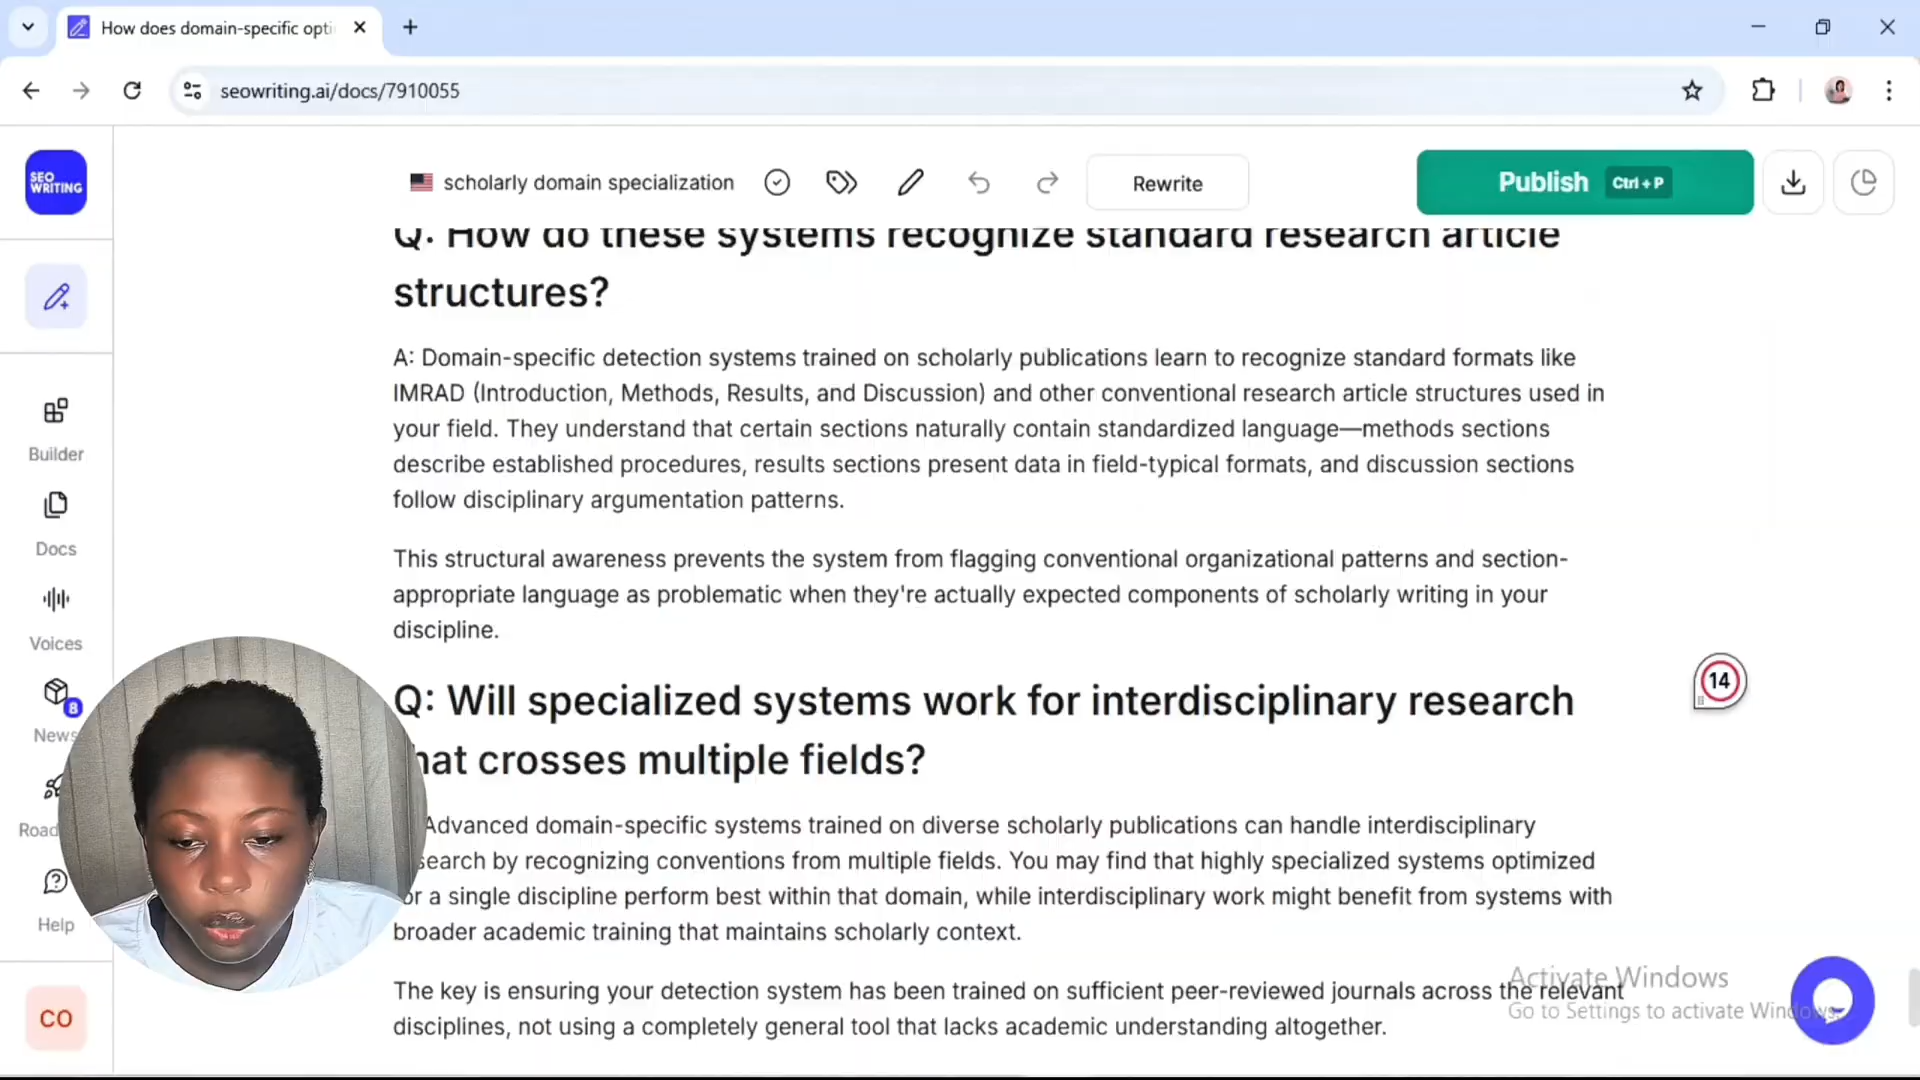 How does domain-specific opti
seowriting.ai/docs/7910055
SEO
WRITING
scholarly domain specialization
Rewrite
Publish Ctrl + P
Q: How do these systems recognize standard research article
structures?
A: Domain-specific detection systems trained on scholarly publications learn to recognize standard formats like
IMRAD (Introduction, Methods, Results, and Discussion) and other conventional research article structures used in
your field. They understand that certain sections naturally contain standardized language—methods sections
describe established procedures, results sections present data in field-typical formats, and discussion sections
follow disciplinary argumentation patterns.
This structural awareness prevents the system from flagging conventional organizational patterns and section-
appropriate language as problematic when they're actually expected components of scholarly writing in your
discipline.
Q: Will specialized systems work for interdisciplinary research
hat crosses multiple fields?
Advanced domain-specific systems trained on diverse scholarly publications can handle interdisciplinary
search by recognizing conventions from multiple fields. You may find that highly specialized systems optimized
or a single discipline perform best within that domain, while interdisciplinary work might benefit from systems with
broader academic training that maintains scholarly context.
The key is ensuring your detection system has been trained on sufficient peer-reviewed journals across the relevant
disciplines, not using a completely general tool that lacks academic understanding altogether.
Builder
Docs
Voices
8
News
Road
Help
CO
14
Activate Windows
Go to Settings to activate Windows.